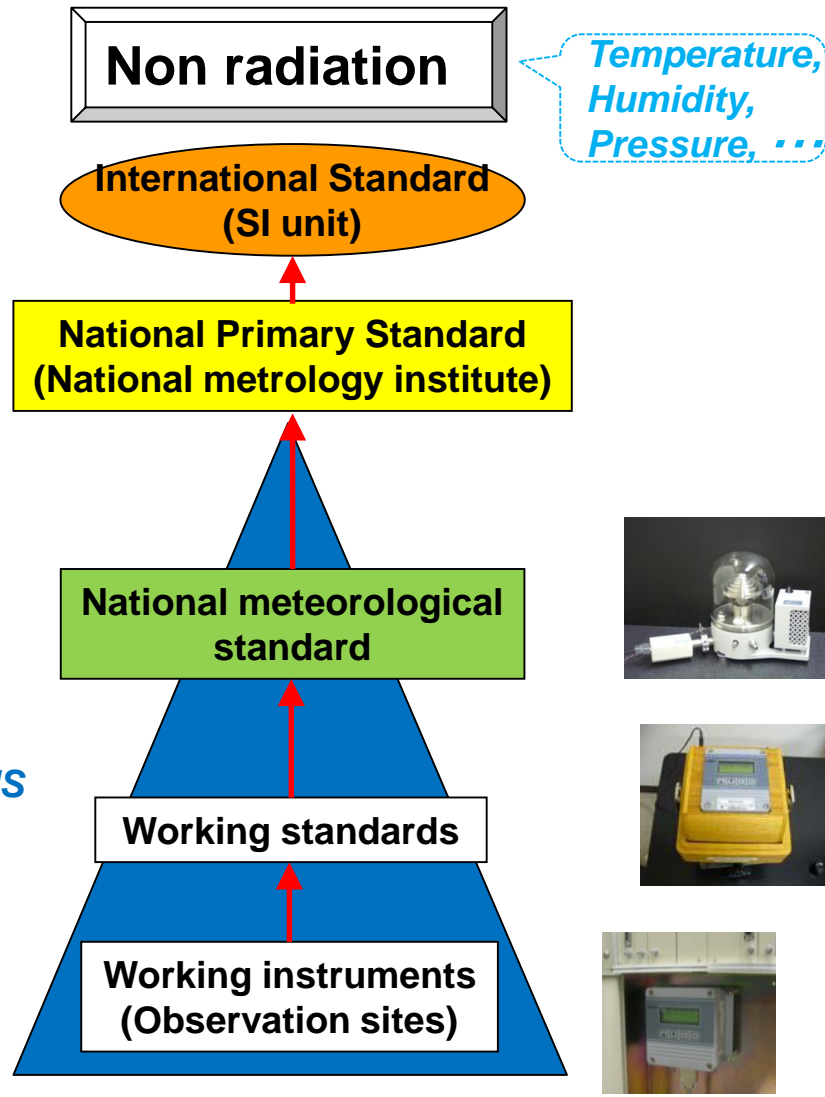 Non radiation
Temperature,
Humidity,
Pressure, ・・・
International Standard
(SI unit)
National Primary Standard
(National metrology institute)
National meteorological
standard
Working standards
Working instruments
(Observation sites)